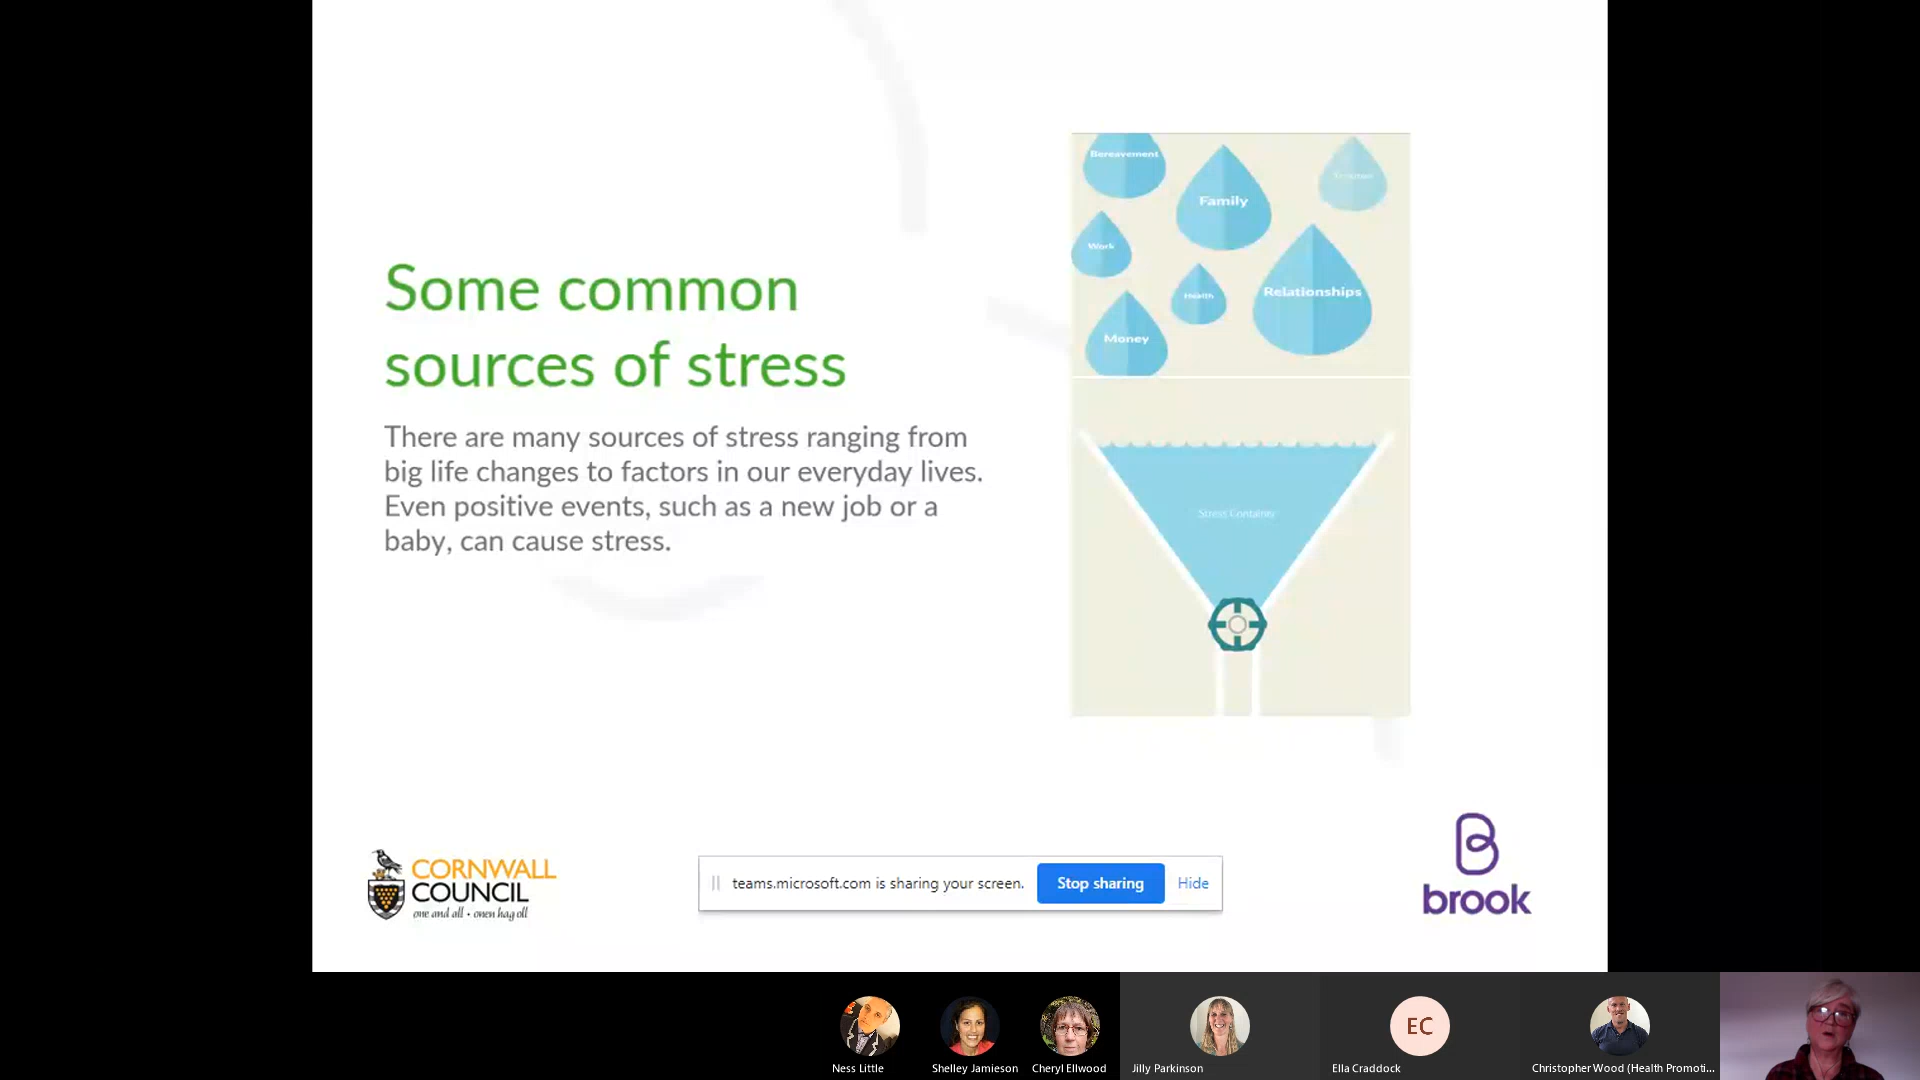 Bereavement
Family
Work
Health
Relationships
Money
Some common
sources of stress
There are many sources of stress ranging from
big life changes to factors in our everyday lives.
Even positive events, such as a new job or a
baby, can cause stress.
Stress Container
CORNWALL
COUNCIL
one and all • onen hag oll
teams.microsoft.com is sharing your screen.
Stop sharing
Hide
brook
EC
Ness Little
Shelley Jamieson
Cheryl Ellwood
Jilly Parkinson
Ella Craddock
Christopher Wood (Health Promoti...